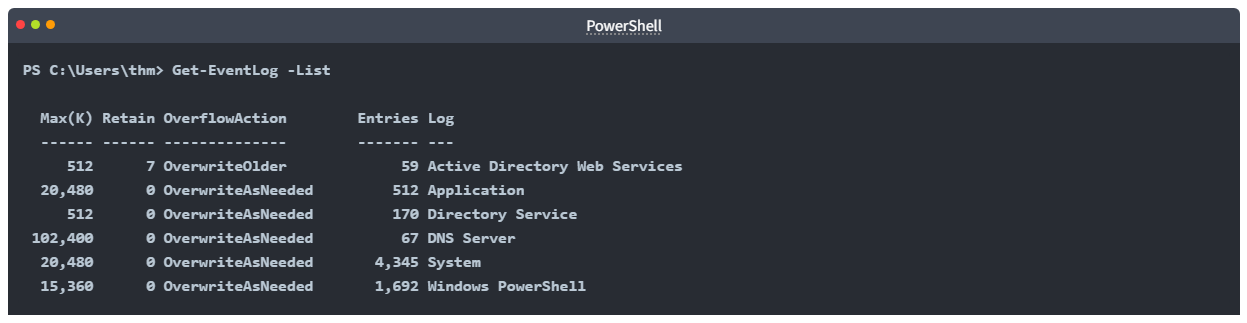 PowerShell
PS C:\Users\thm> Get-EventLog -List
Max(K) Retain OverflowAction Entries Log
------ ------ -------------- ------- ---
512 7 OverwriteOlder 59 Active Directory Web Services
20,480 0 OverwriteAsNeeded 512 Application
512 0 OverwriteAsNeeded 170 Directory Service
102,400 0 OverwriteAsNeeded 67 DNS Server
20,480 0 OverwriteAsNeeded 4,345 System
15,360 0 OverwriteAsNeeded 1,692 Windows PowerShell